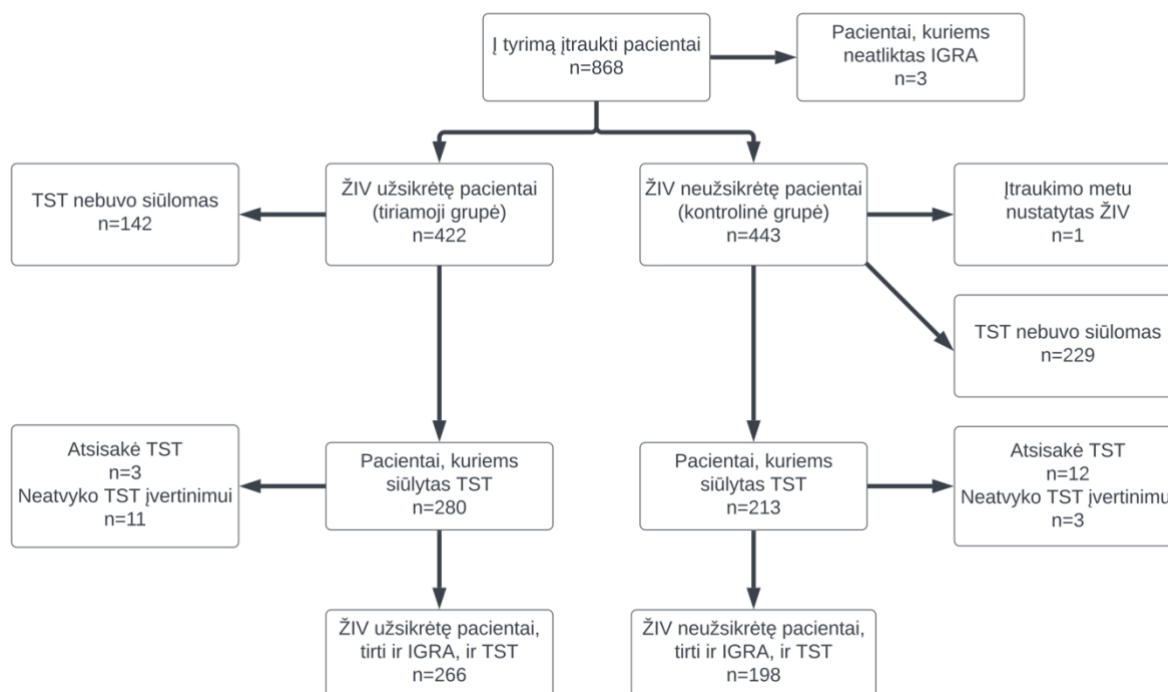 Į tyrimą įtraukti pacientai
n=868
Pacientai, kuriems
neatliktas IGRA
n=3
TST nebuvo siūlomas
n=142
ŽIV užsikrėtę pacientai
(tiriamoji grupė)
n=422
ŽIV neužsikrėtę pacientai
(kontrolinė grupė)
n=443
Įtraukimo metu
nustatytas ŽIV
n=1
TST nebuvo siūlomas
n=229
Atsisakė TST
n=3
Neatvyko TST įvertinimui
n=11
Pacientai, kuriems
siūlytas TST
n=280
Pacientai, kuriems
siūlytas TST
n=213
Atsisakė TST
n=12
Neatvyko TST įvertinimu
n=3
ŽIV užsikrėtę pacientai,
tirti ir IGRA, ir TST
n=266
ŽIV neužsikrėtę pacientai,
tirti ir IGRA, ir TST
n=198